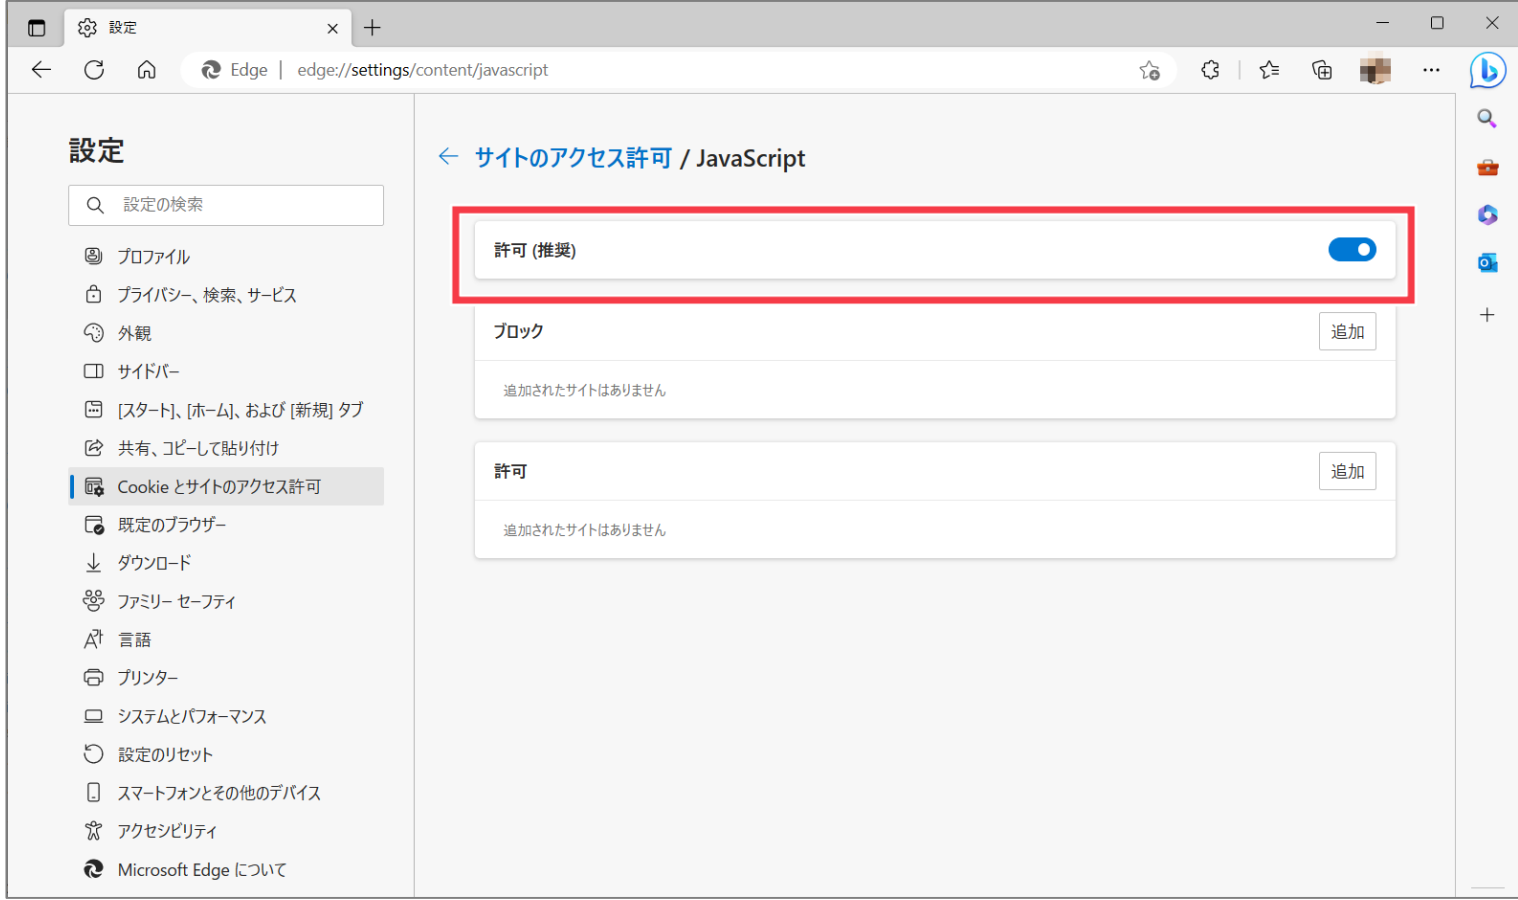 設定
Edge
edge://settings/content/javascript
設定
設定の検索
プロファイル
プライバシー、検索、サービス
外観
サイドバー
[スタート]、[ホーム]、および [新規] タブ
共有、コピーして貼り付け
Cookie とサイトのアクセス許可
既定のブラウザー
ダウンロード
ファミリー セーフティ
言語
プリンター
システムとパフォーマンス
設定のリセット
スマートフォンとその他のデバイス
アクセシビリティ
Microsoft Edge について
サイトのアクセス許可 / JavaScript
許可 (推奨)
ブロック
追加
追加されたサイトはありません
許可
追加
追加されたサイトはありません